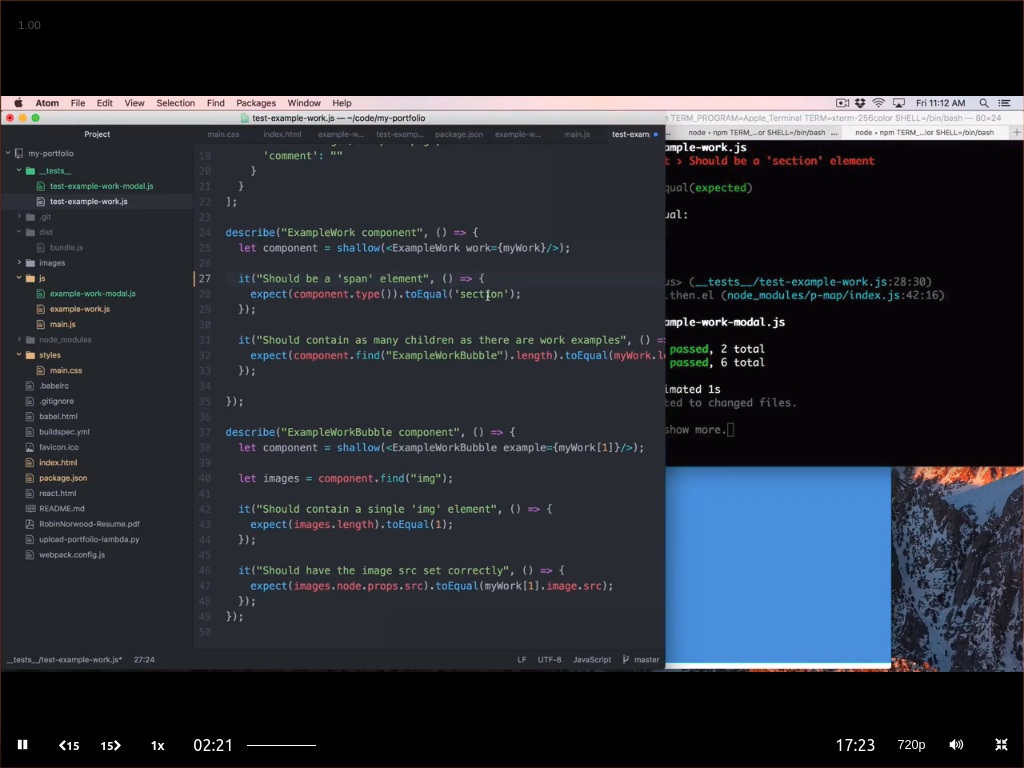 1.00
Atom File Edit View Selection Find Packages Window Help Fri 11:12 AM
test-example-work.js — ~/code/my-portfolio
TERM_PROGRAM=Apple_Terminal TERM=xterm-256color SHELL=/bin/bash — 80×24
Project
main.css index.html example-w... test-examp... package.json example-w... main.js test-exam
node • npm TERM_...or SHELL=/bin/bash ... node • npm TERM_...lor SHELL=/bin/bash +
my-portfolio
__tests__
test-example-work-modal.js
test-example-work.js
.git
dist
bundle.js
images
js
example-work-modal.js
example-work.js
main.js
node_modules
styles
main.css
.babelrc
.gitignore
babel.html
buildspec.yml
favicon.ico
index.html
package.json
react.html
README.md
RobinNorwood-Resume.pdf
upload-portfolio-lambda.py
webpack.config.js
19 'comment': ""
20 }
21 }
22 ];
23
24 describe("ExampleWork component", () => {
25 let component = shallow(<ExampleWork work={myWork}/>);
26
27 it("Should be a 'span' element", () => {
28 expect(component.type()).toEqual('section');
29 });
30
31 it("Should contain as many children as there are work examples", () =
32 expect(component.find("ExampleWorkBubble").length).toEqual(myWork.l
33 });
34
35 });
36
37 describe("ExampleWorkBubble component", () => {
38 let component = shallow(<ExampleWorkBubble example={myWork[1]}/>);
39
40 let images = component.find("img");
41
42 it("Should contain a single 'img' element", () => {
43 expect(images.length).toEqual(1);
44 });
45
46 it("Should have the image src set correctly", () => {
47 expect(images.node.props.src).toEqual(myWork[1].image.src);
48 });
49 });
50
ample-work.js
t › Should be a 'section' element
qual(expected)
ual:
us> (__tests__/test-example-work.js:28:30)
.then.el (node_modules/p-map/index.js:42:16)
ample-work-modal.js
passed, 2 total
passed, 6 total
imated 1s
ted to changed files.
show more.
__tests__/test-example-work.js* 27:24 LF UTF-8 JavaScript master
15 15 1x 02:21 17:23 720p